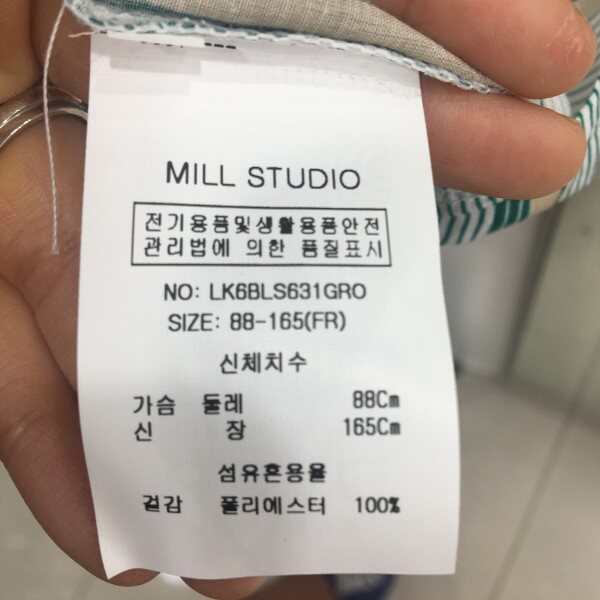 MILL STUDIO
전기용품및생활용품안전
관리법에 의한 품질표시
NO: LK6BLS631GRO
SIZE: 88-165(FR)
신체치수
가슴 둘레 88Cm
신 장 165Cm
섬유혼용율
겉감 폴리에스터 100%